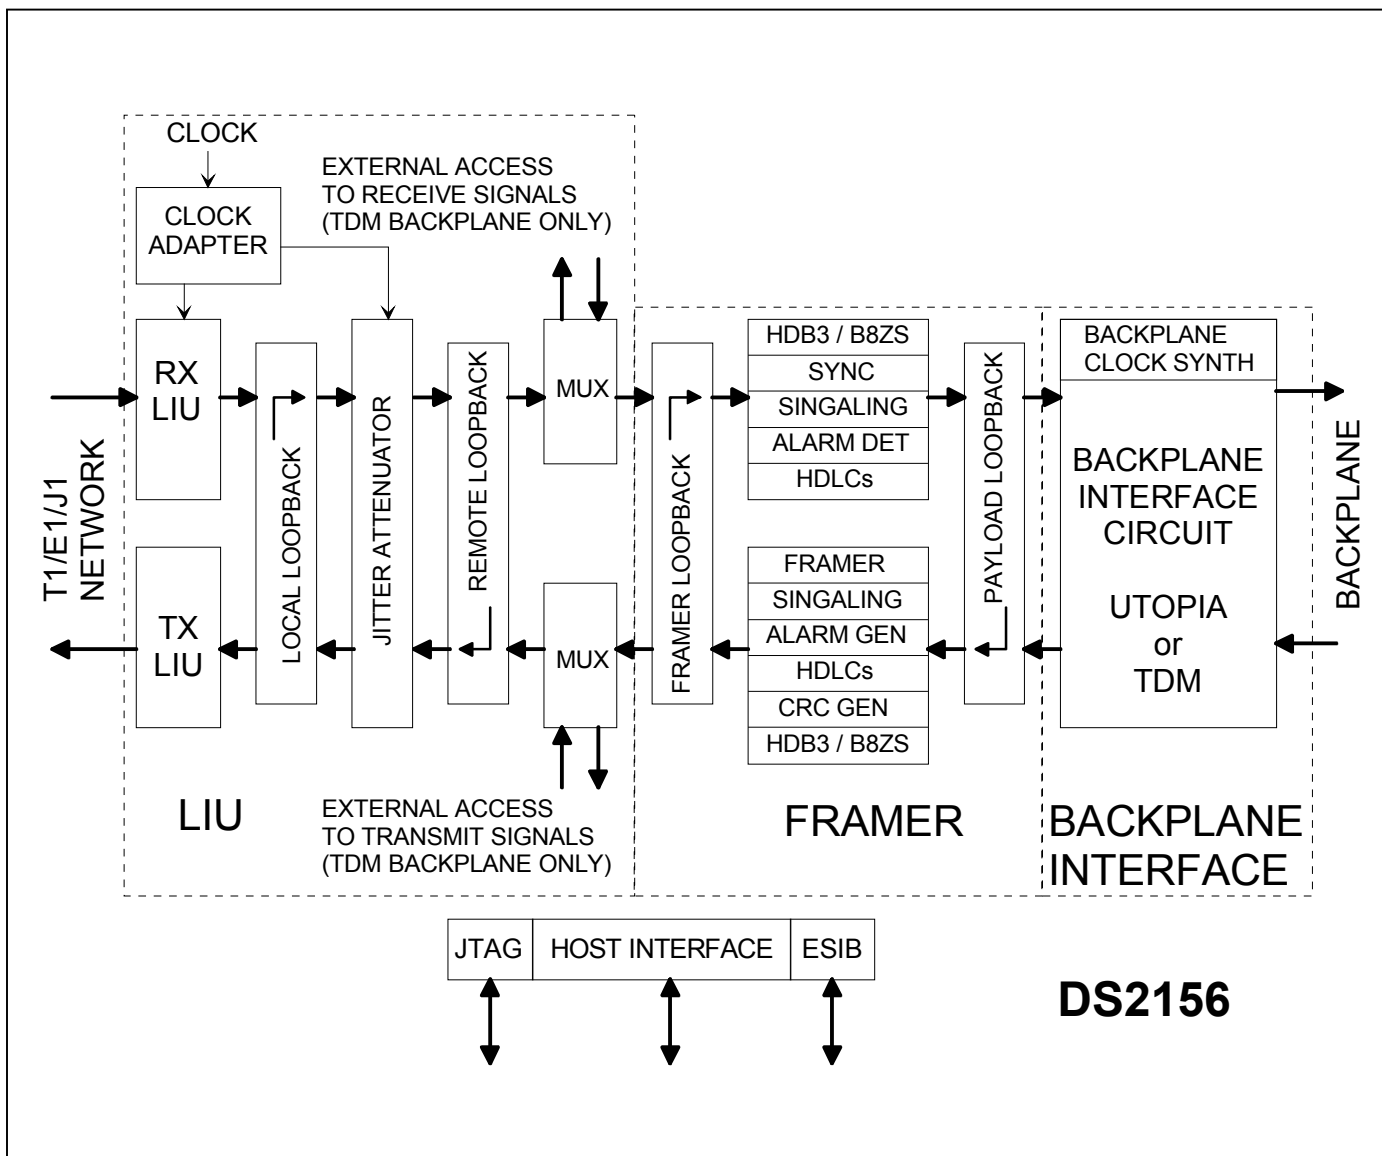 CLOCK
EXTERNAL ACCESS
TO RECEIVE SIGNALS
(TDM BACKPLANE ONLY)
CLOCK
ADAPTER
T1/E1/J1
NETWORK
RX
LIU
TX
LIU
LOCAL LOOPBACK
JITTER ATTENUATOR
REMOTE LOOPBACK
MUX
MUX
FRAMER LOOPBACK
HDB3 / B8ZS
SYNC
SINGALING
ALARM DET
HDLCs
FRAMER
SINGALING
ALARM GEN
HDLCs
CRC GEN
HDB3 / B8ZS
PAYLOAD LOOPBACK
BACKPLANE
CLOCK SYNTH
BACKPLANE
INTERFACE
CIRCUIT
UTOPIA
or
TDM
BACKPLANE
LIU
EXTERNAL ACCESS
TO TRANSMIT SIGNALS
(TDM BACKPLANE ONLY)
FRAMER
BACKPLANE
INTERFACE
JTAG
HOST INTERFACE
ESIB
DS2156